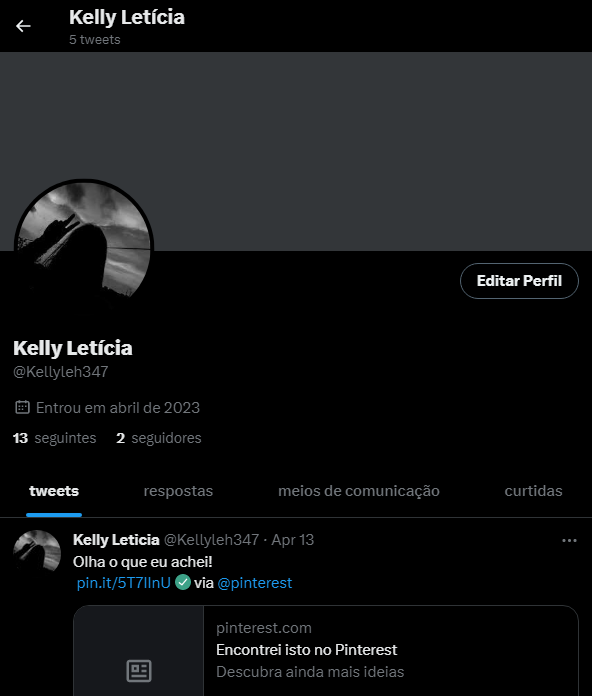 Kelly Letícia
5 tweets
Editar Perfil
Kelly Letícia
@Kellyleh347
Entrou em abril de 2023
13 seguintes 2 seguidores
tweets respostas meios de comunicação curtidas
Kelly Leticia @Kellyleh347 · Apr 13
Olha o que eu achei!
pin.it/5T7IInU ✅ via @pinterest
pinterest.com
Encontrei isto no Pinterest
Descubra ainda mais ideias